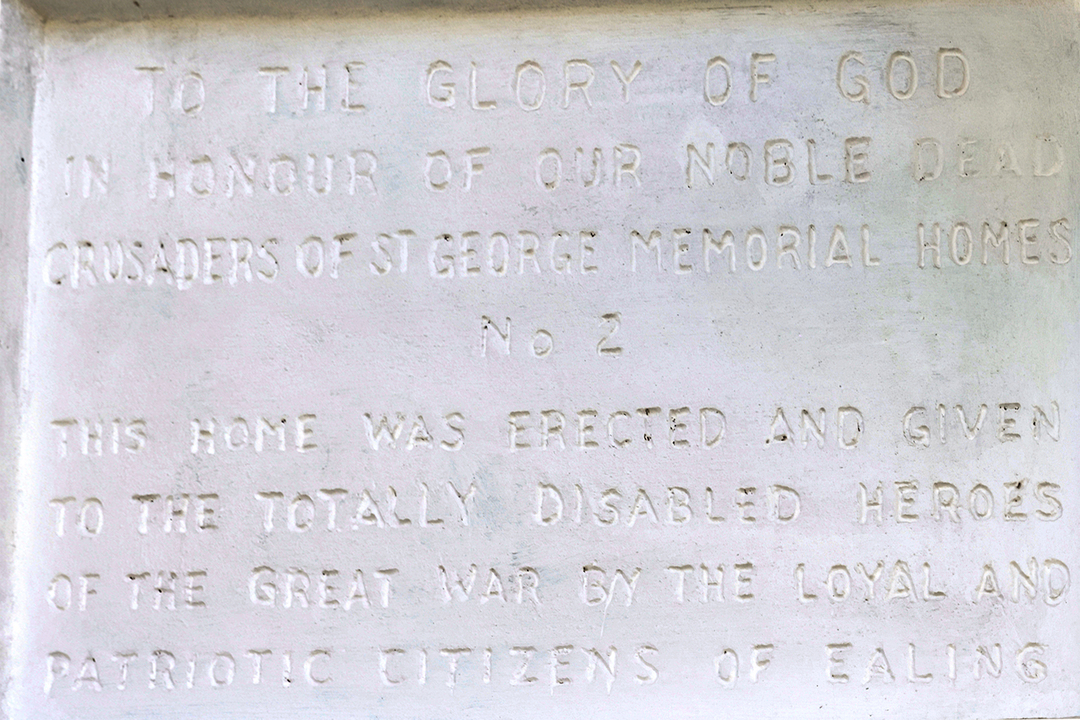 TO THE GLORY OF GOD
IN HONOUR OF OUR NOBLE DEAD
CRUSADERS OF ST GEORGE MEMORIAL HOMES
No 2
THIS HOME WAS ERECTED AND GIVEN
TO THE TOTALLY DISABLED HEROES
OF THE GREAT WAR BY THE LOYAL AND
PATRIOTIC CITIZENS OF EALING